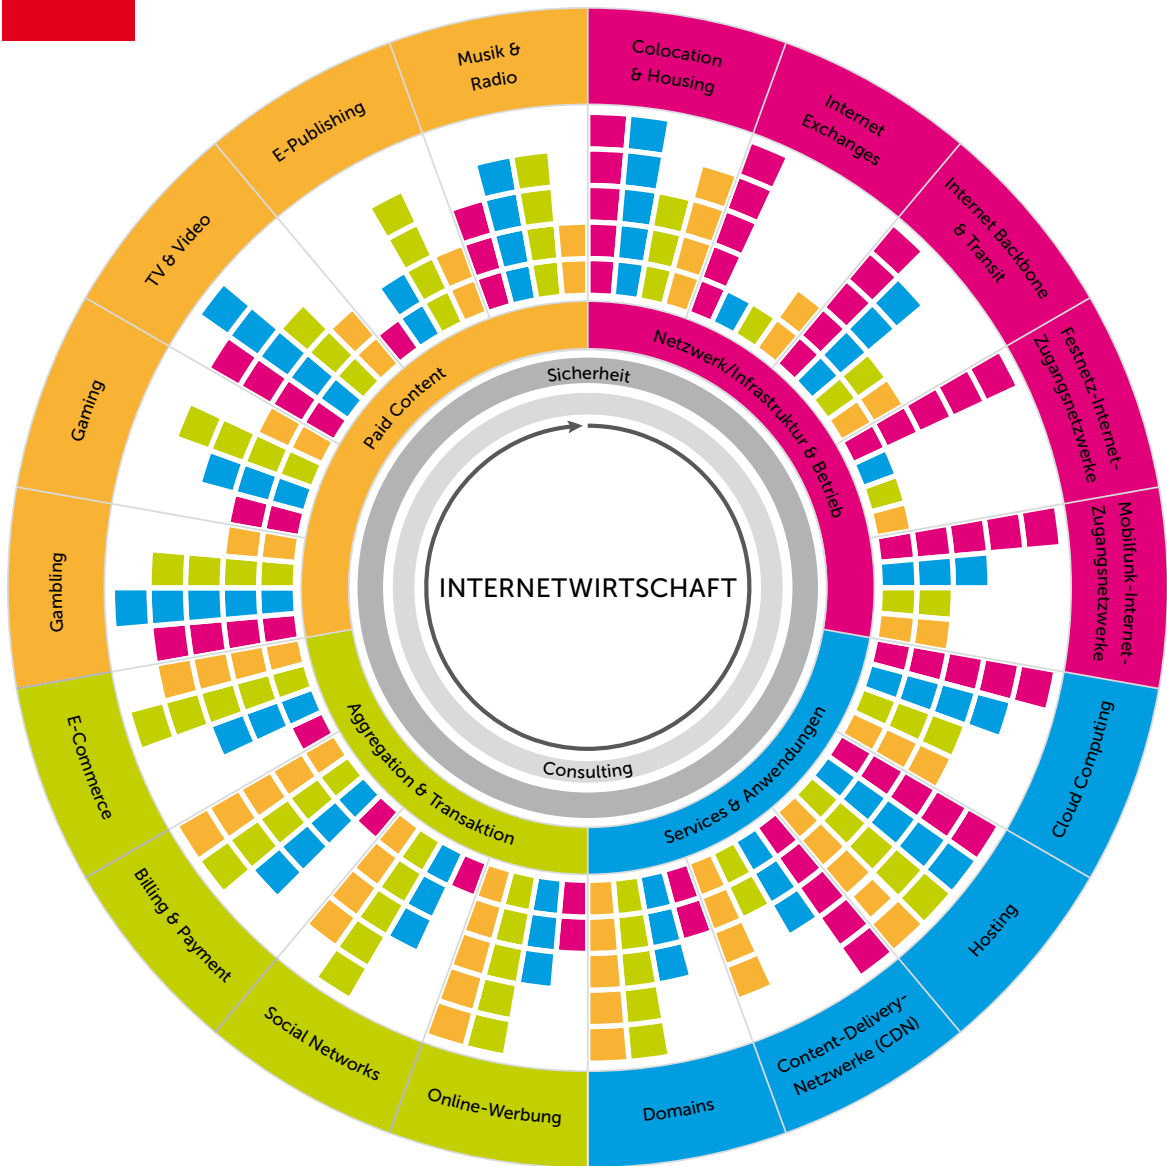 Musik &
Radio
Colocation
& Housing
Internet
Exchanges
Internet Backbone
& Transit
Festnetz-Internet-
Zugangsnetzwerke
Mobilfunk-Internet-
Zugangsnetzwerke
Cloud Computing
Hosting
Content-Delivery-
Netzwerke (CDN)
Domains
Online-Werbung
Social Networks
Billing & Payment
E-Commerce
Gambling
Gaming
TV & Video
E-Publishing
Netzwerk/Infrastruktur & Betrieb
Services & Anwendungen
Aggregation & Transaktion
Paid Content
Sicherheit
Consulting
INTERNETWIRTSCHAFT